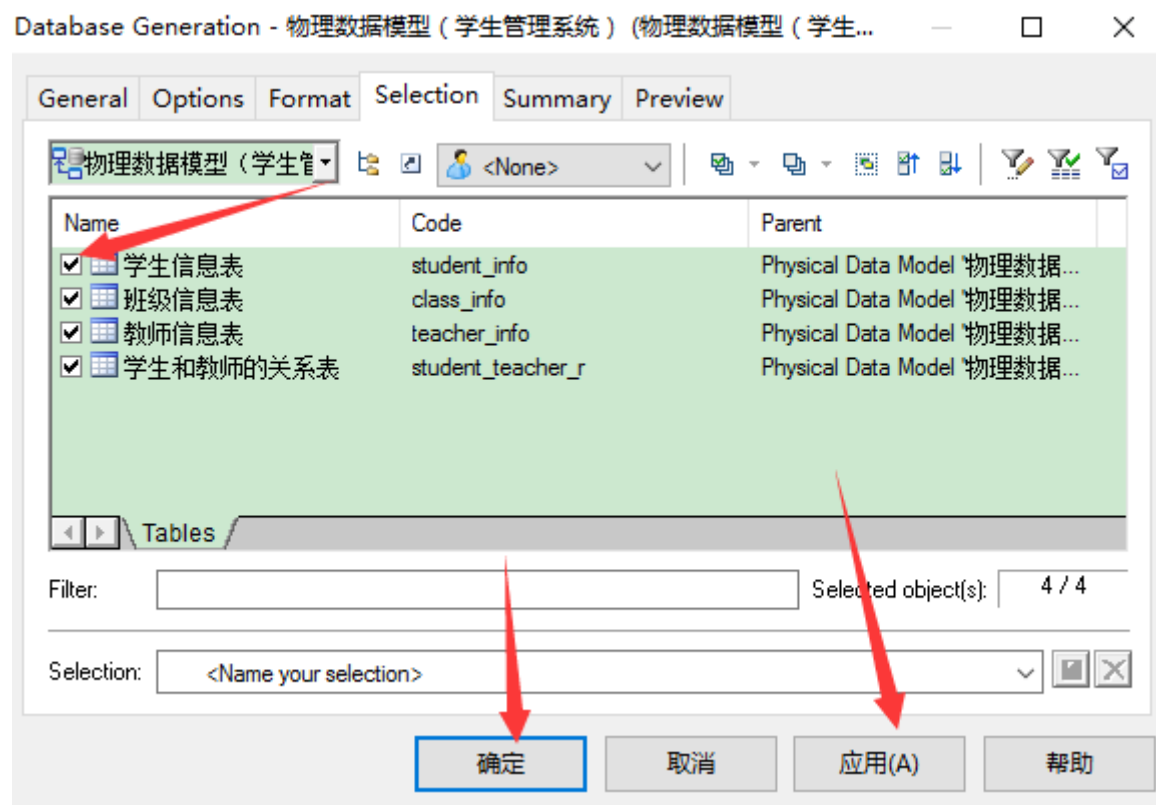 Database Generation - 物理数据模型（学生管理系统） (物理数据模型（学生...
General Options Format Selection Summary Preview
物理数据模型（学生管 <None>
Name Code Parent
学生信息表 student_info Physical Data Model '物理数据...
班级信息表 class_info Physical Data Model '物理数据...
教师信息表 teacher_info Physical Data Model '物理数据...
学生和教师的关系表 student_teacher_r Physical Data Model '物理数据...
Tables
Filter: Selected object(s): 4 / 4
Selection: <Name your selection>
确定 取消 应用(A) 帮助